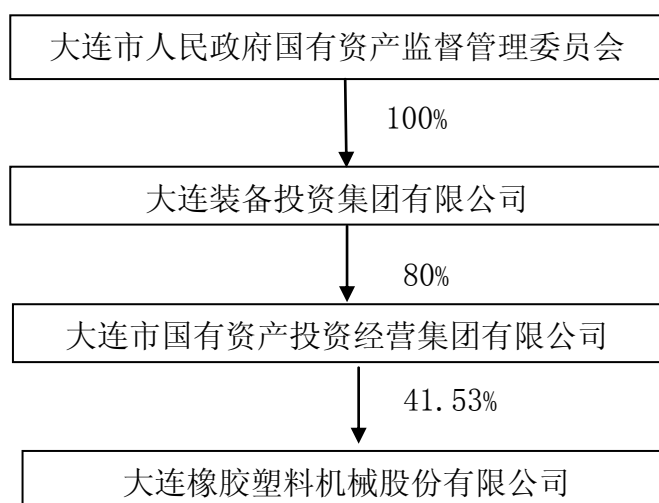 大连市人民政府国有资产监督管理委员会
100%
大连装备投资集团有限公司
80%
大连市国有资产投资经营集团有限公司
41.53%
大连橡胶塑料机械股份有限公司